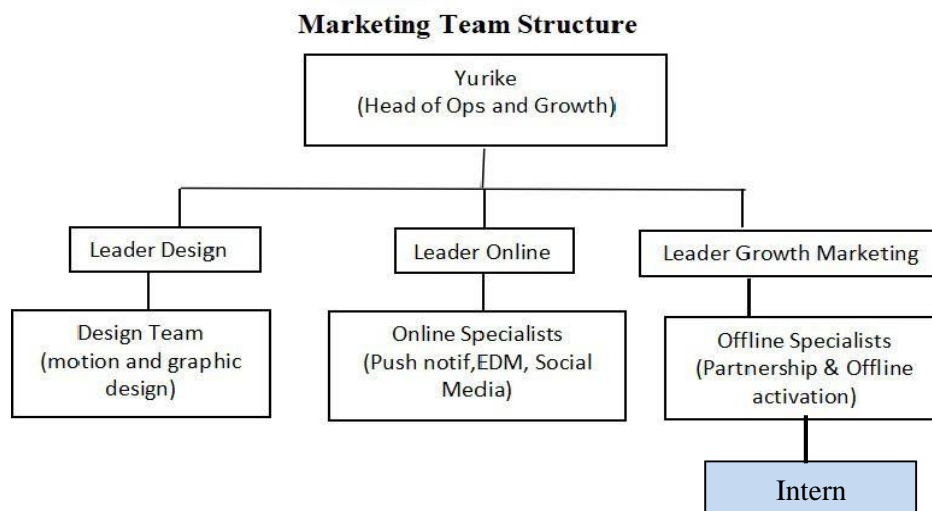 Marketing Team Structure
Yurike
(Head of Ops and Growth)
Leader Design
Leader Online
Leader Growth Marketing
Design Team
(motion and graphic
design)
Online Specialists
(Push notif,EDM, Social
Media)
Offline Specialists
(Partnership & Offline
activation)
Intern